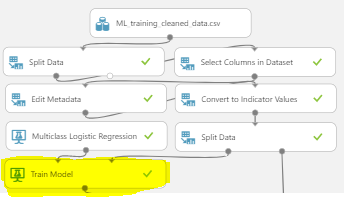 ML_training_cleaned_data.csv
Split Data
Select Columns in Dataset
Edit Metadata
Convert to Indicator Values
Multiclass Logistic Regression
Split Data
Train Model